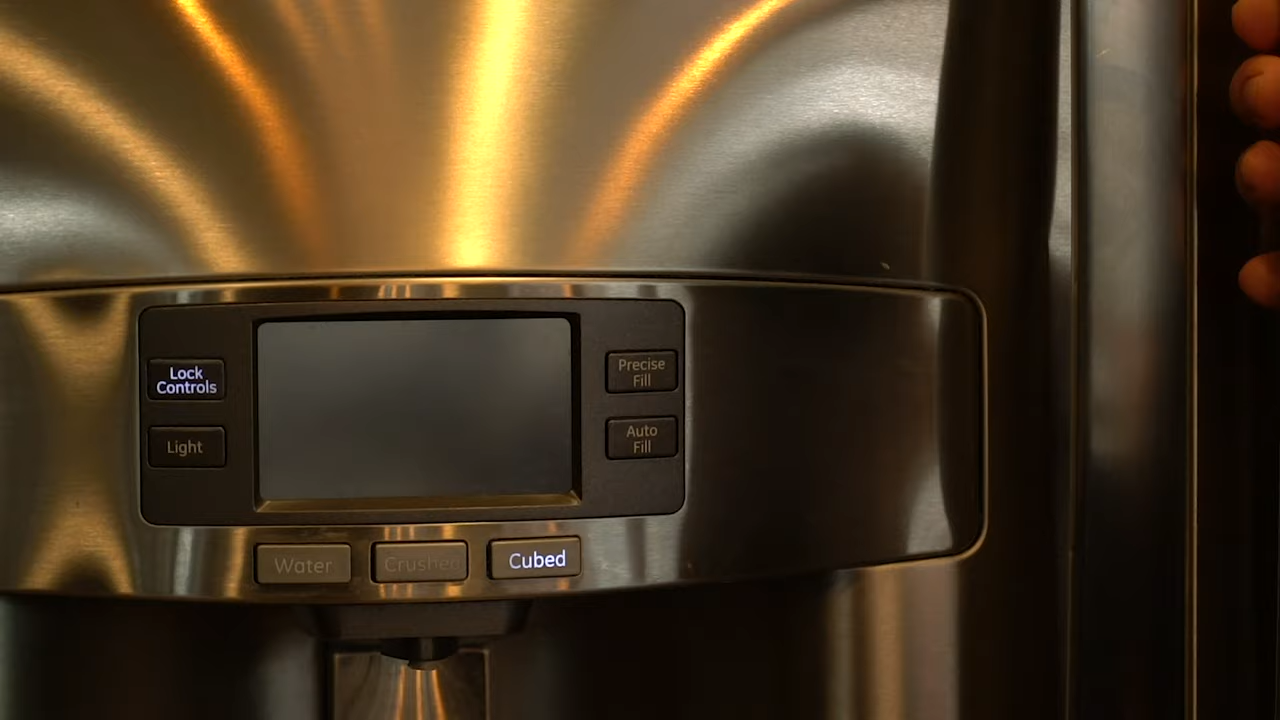 Lock
Controls
Precise
Fill
Light
Auto
Fill
Water
Crushed
Cubed